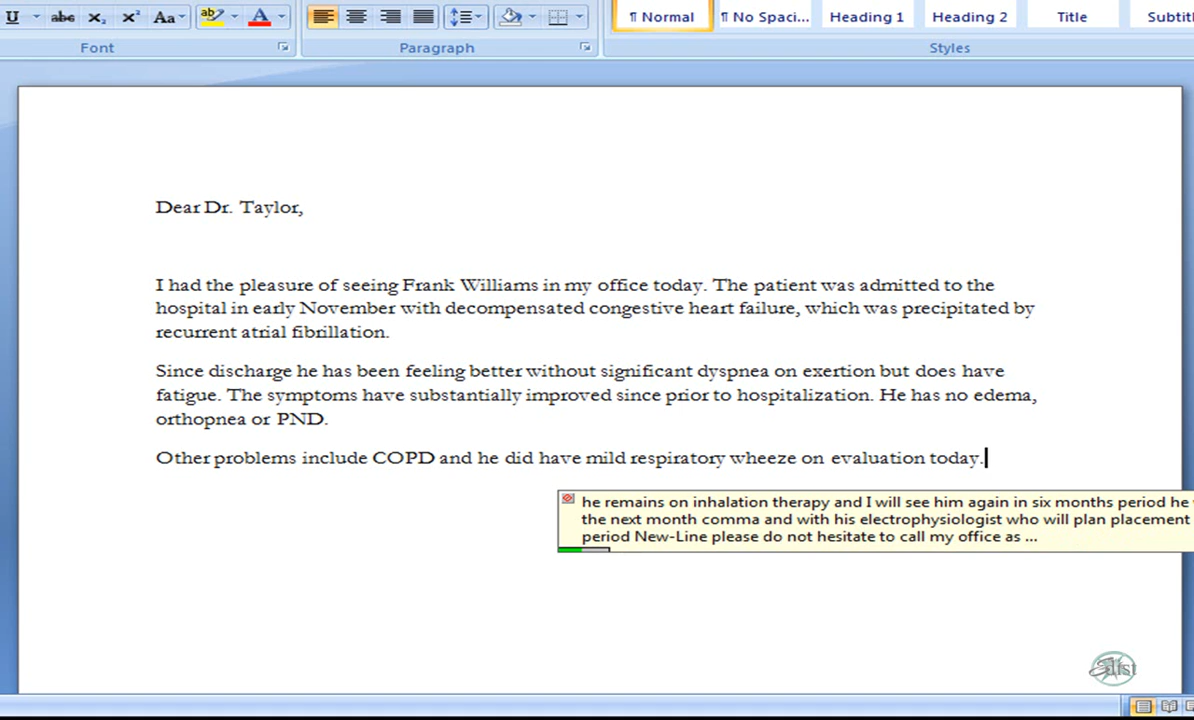 U abc X₂ X² Aa ab A
Font Paragraph Styles
¶ Normal ¶ No Spaci... Heading 1 Heading 2 Title Subtitl
Dear Dr. Taylor,
I had the pleasure of seeing Frank Williams in my office today. The patient was admitted to the
hospital in early November with decompensated congestive heart failure, which was precipitated by
recurrent atrial fibrillation.
Since discharge he has been feeling better without significant dyspnea on exertion but does have
fatigue. The symptoms have substantially improved since prior to hospitalization. He has no edema,
orthopnea or PND.
Other problems include COPD and he did have mild respiratory wheeze on evaluation today.
he remains on inhalation therapy and I will see him again in six months period he
the next month comma and with his electrophysiologist who will plan placement
period New-Line please do not hesitate to call my office as ...